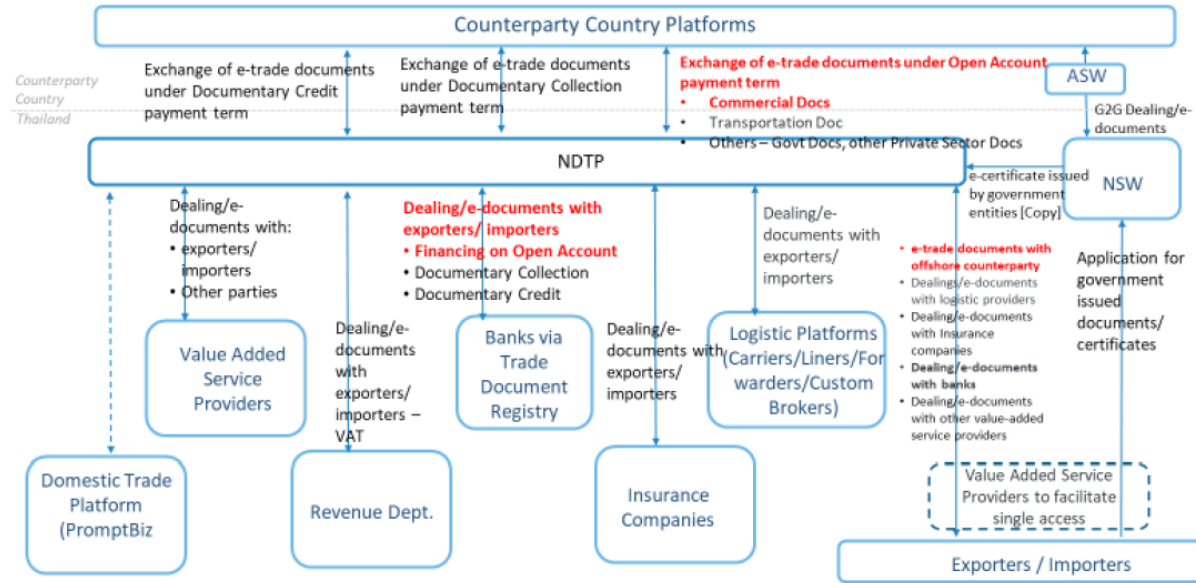 Counterparty Country Platforms
Counterparty
Country
Thailand
Exchange of e-trade documents
under Documentary Credit
payment term
Exchange of e-trade documents
under Documentary Collection
payment term
Exchange of e-trade documents under Open Account
payment term
• Commercial Docs
• Transportation Doc
• Others – Govt Docs, other Private Sector Docs
ASW
G2G Dealing/e-
documents
NDTP
NSW
e-certificate issued
by government
entities [Copy]
Dealing/e-
documents with:
• exporters/
importers
• Other parties
Dealing/e-documents with
exporters/ importers
• Financing on Open Account
• Documentary Collection
• Documentary Credit
Dealing/e-
documents with
exporters/
importers
• e-trade documents with
offshore counterparty
• Dealings/e-documents
with logistic providers
• Dealing/e-documents
with Insurance
companies
• Dealing/e-documents
with banks
• Dealing/e-documents
with other value-added
service providers
Application for
government
issued
documents/
certificates
Value Added
Service
Providers
Dealing/e-
documents
with
exporters/
importers –
VAT
Banks via
Trade
Document
Registry
Dealing/e-
documents with
exporters/
importers
Logistic Platforms
(Carriers/Liners/For
warders/Custom
Brokers)
Domestic Trade
Platform
(PromptBiz
Revenue Dept.
Insurance
Companies
Value Added Service
Providers to facilitate
single access
Exporters / Importers